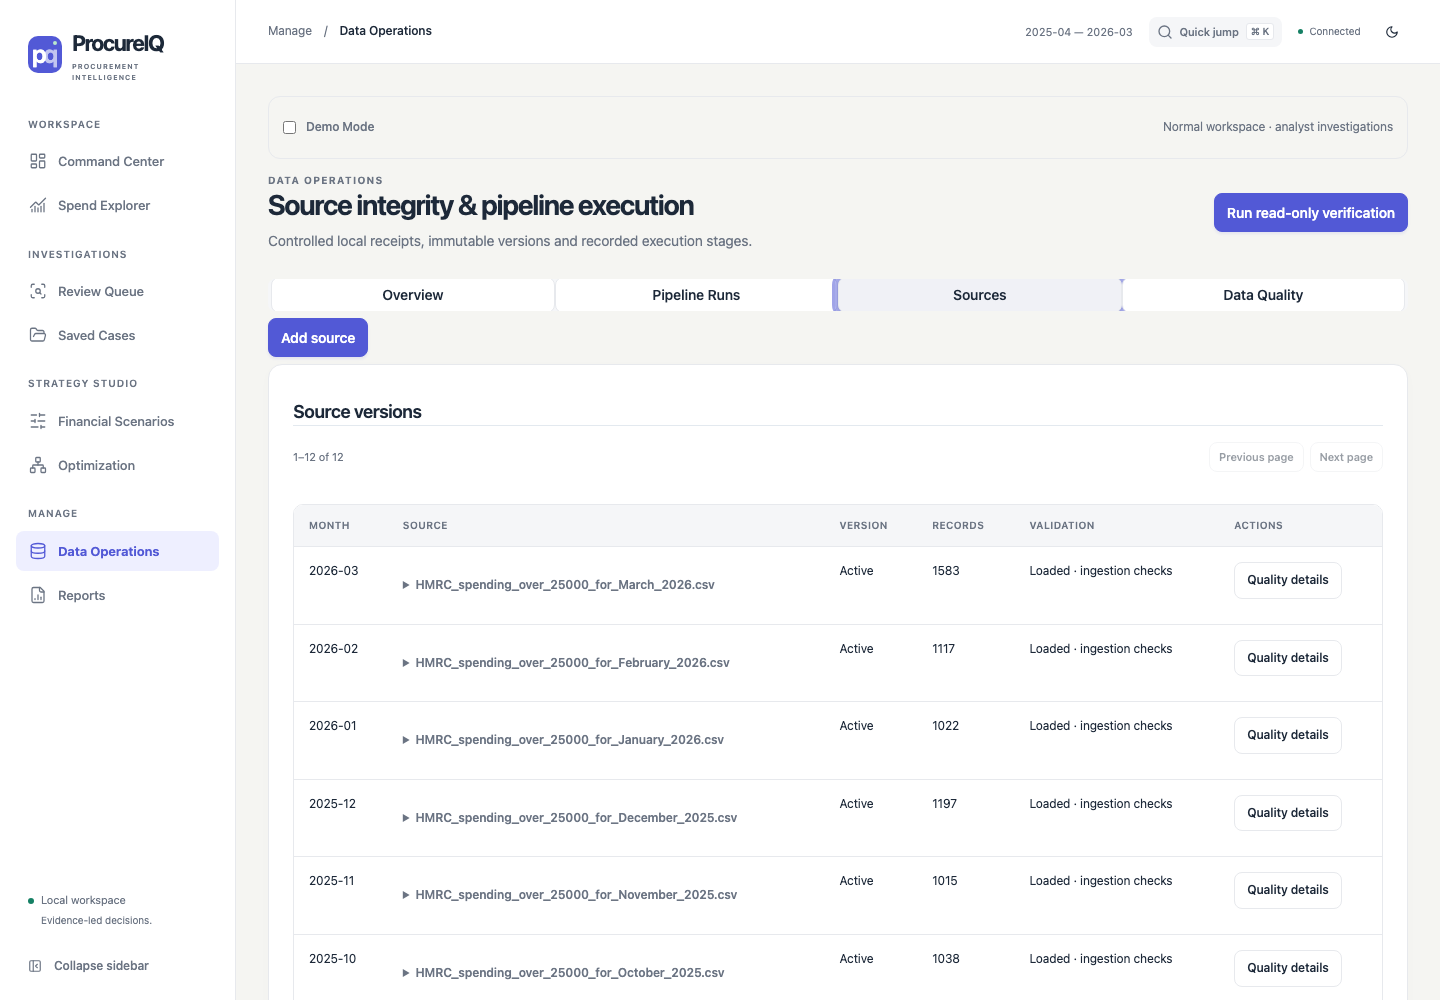 pq
ProcureIQ
PROCUREMENT
INTELLIGENCE
WORKSPACE
Command Center
Spend Explorer
INVESTIGATIONS
Review Queue
Saved Cases
STRATEGY STUDIO
Financial Scenarios
Optimization
MANAGE
Data Operations
Reports
Local workspace
Evidence-led decisions.
Collapse sidebar
Manage / Data Operations
2025-04 — 2026-03
Quick jump ⌘ K
Connected
Demo Mode
Normal workspace · analyst investigations
DATA OPERATIONS
Source integrity & pipeline execution
Controlled local receipts, immutable versions and recorded execution stages.
Run read-only verification
Overview Pipeline Runs Sources Data Quality
Add source
Source versions
1–12 of 12
Previous page Next page
MONTH SOURCE VERSION RECORDS VALIDATION ACTIONS
2026-03 HMRC_spending_over_25000_for_March_2026.csv Active 1583 Loaded · ingestion checks Quality details
2026-02 HMRC_spending_over_25000_for_February_2026.csv Active 1117 Loaded · ingestion checks Quality details
2026-01 HMRC_spending_over_25000_for_January_2026.csv Active 1022 Loaded · ingestion checks Quality details
2025-12 HMRC_spending_over_25000_for_December_2025.csv Active 1197 Loaded · ingestion checks Quality details
2025-11 HMRC_spending_over_25000_for_November_2025.csv Active 1015 Loaded · ingestion checks Quality details
2025-10 HMRC_spending_over_25000_for_October_2025.csv Active 1038 Loaded · ingestion checks Quality details